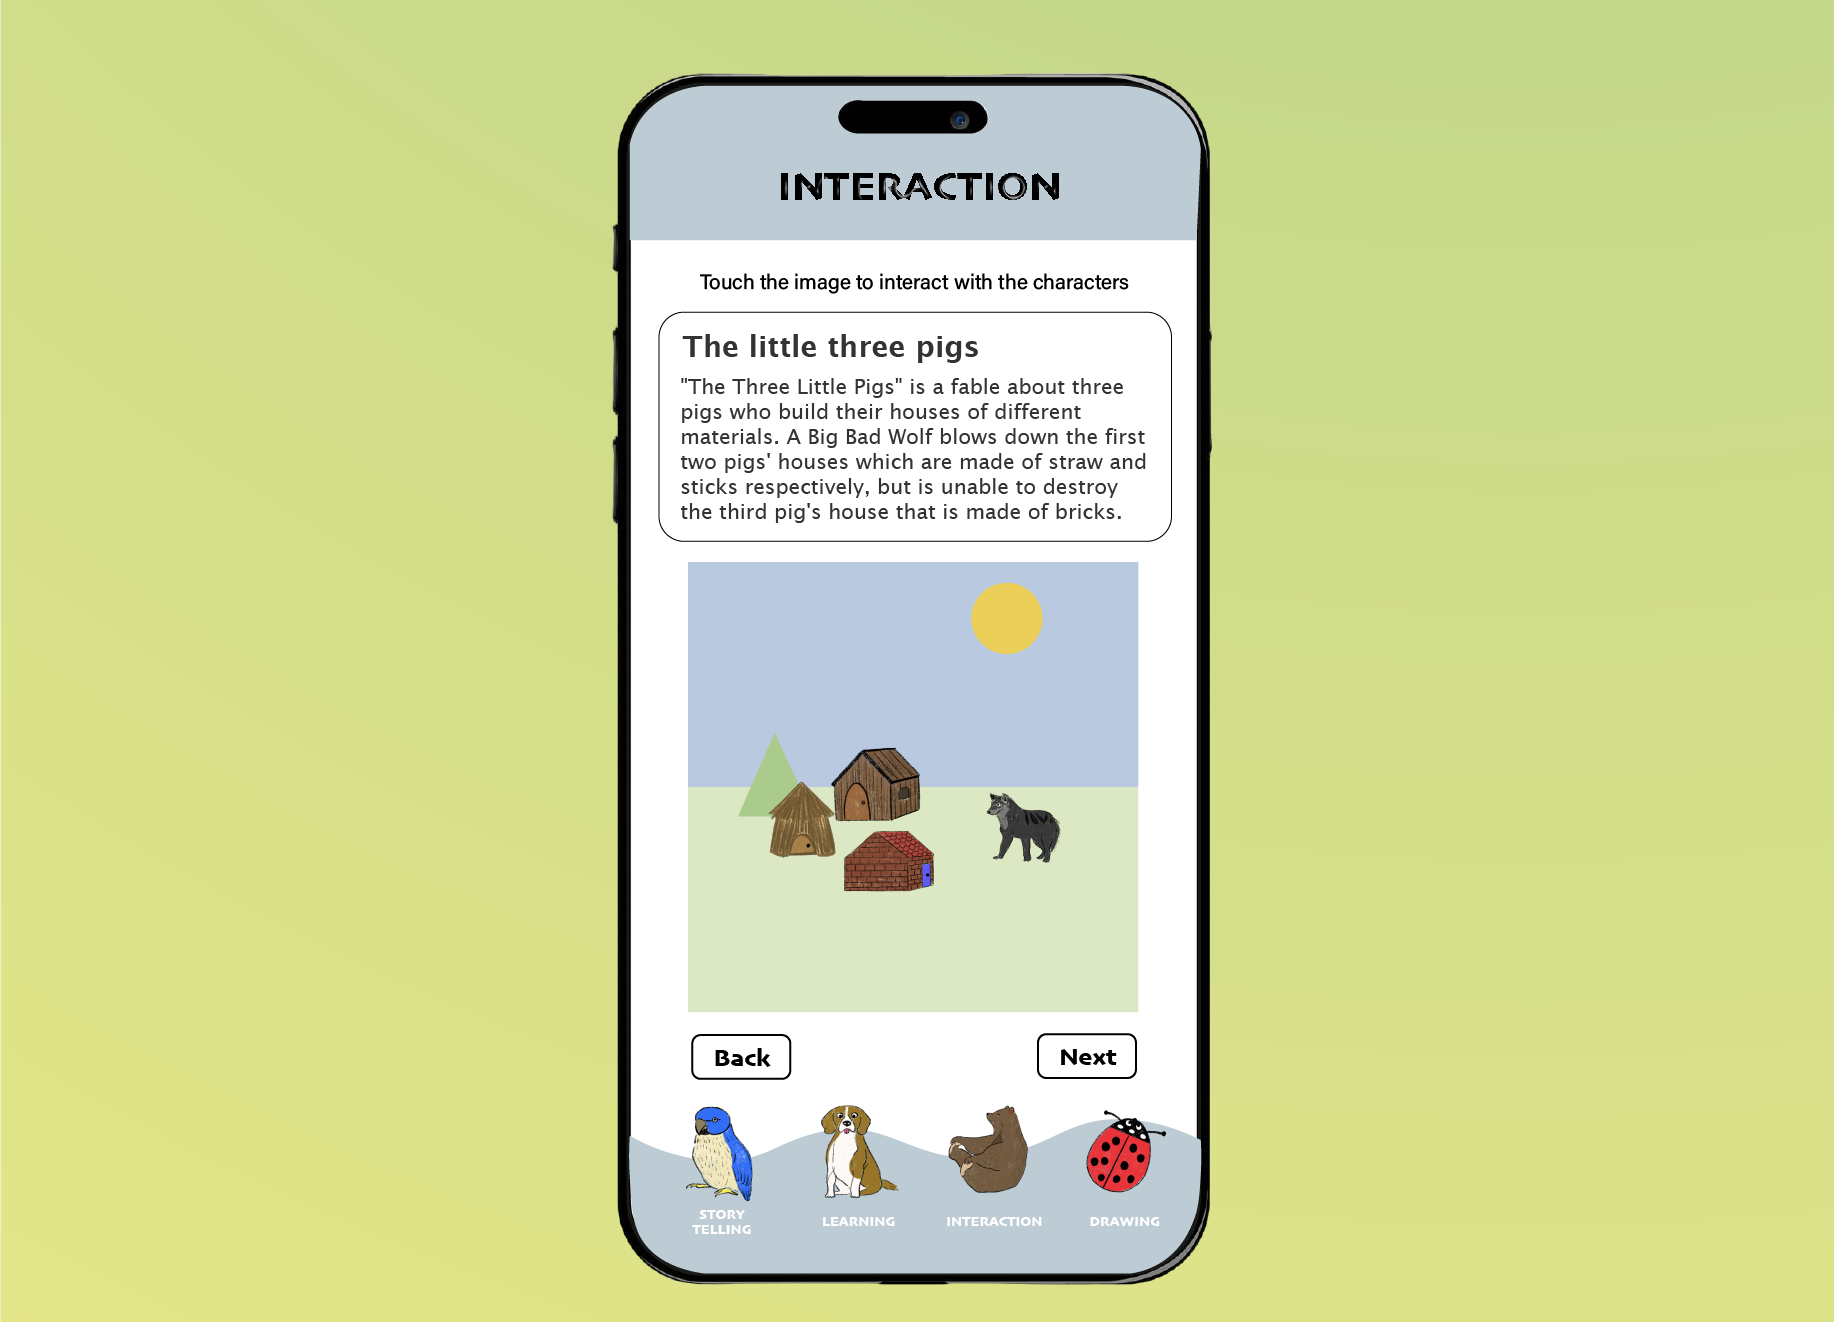 INTERACTION
Touch the image to interact with the characters
The little three pigs
"The Three Little Pigs" is a fable about three
pigs who build their houses of different
materials. A Big Bad Wolf blows down the first
two pigs' houses which are made of straw and
sticks respectively, but is unable to destroy
the third pig's house that is made of bricks.
Back
Next
STORY
TELLING
LEARNING
INTERACTION
DRAWING